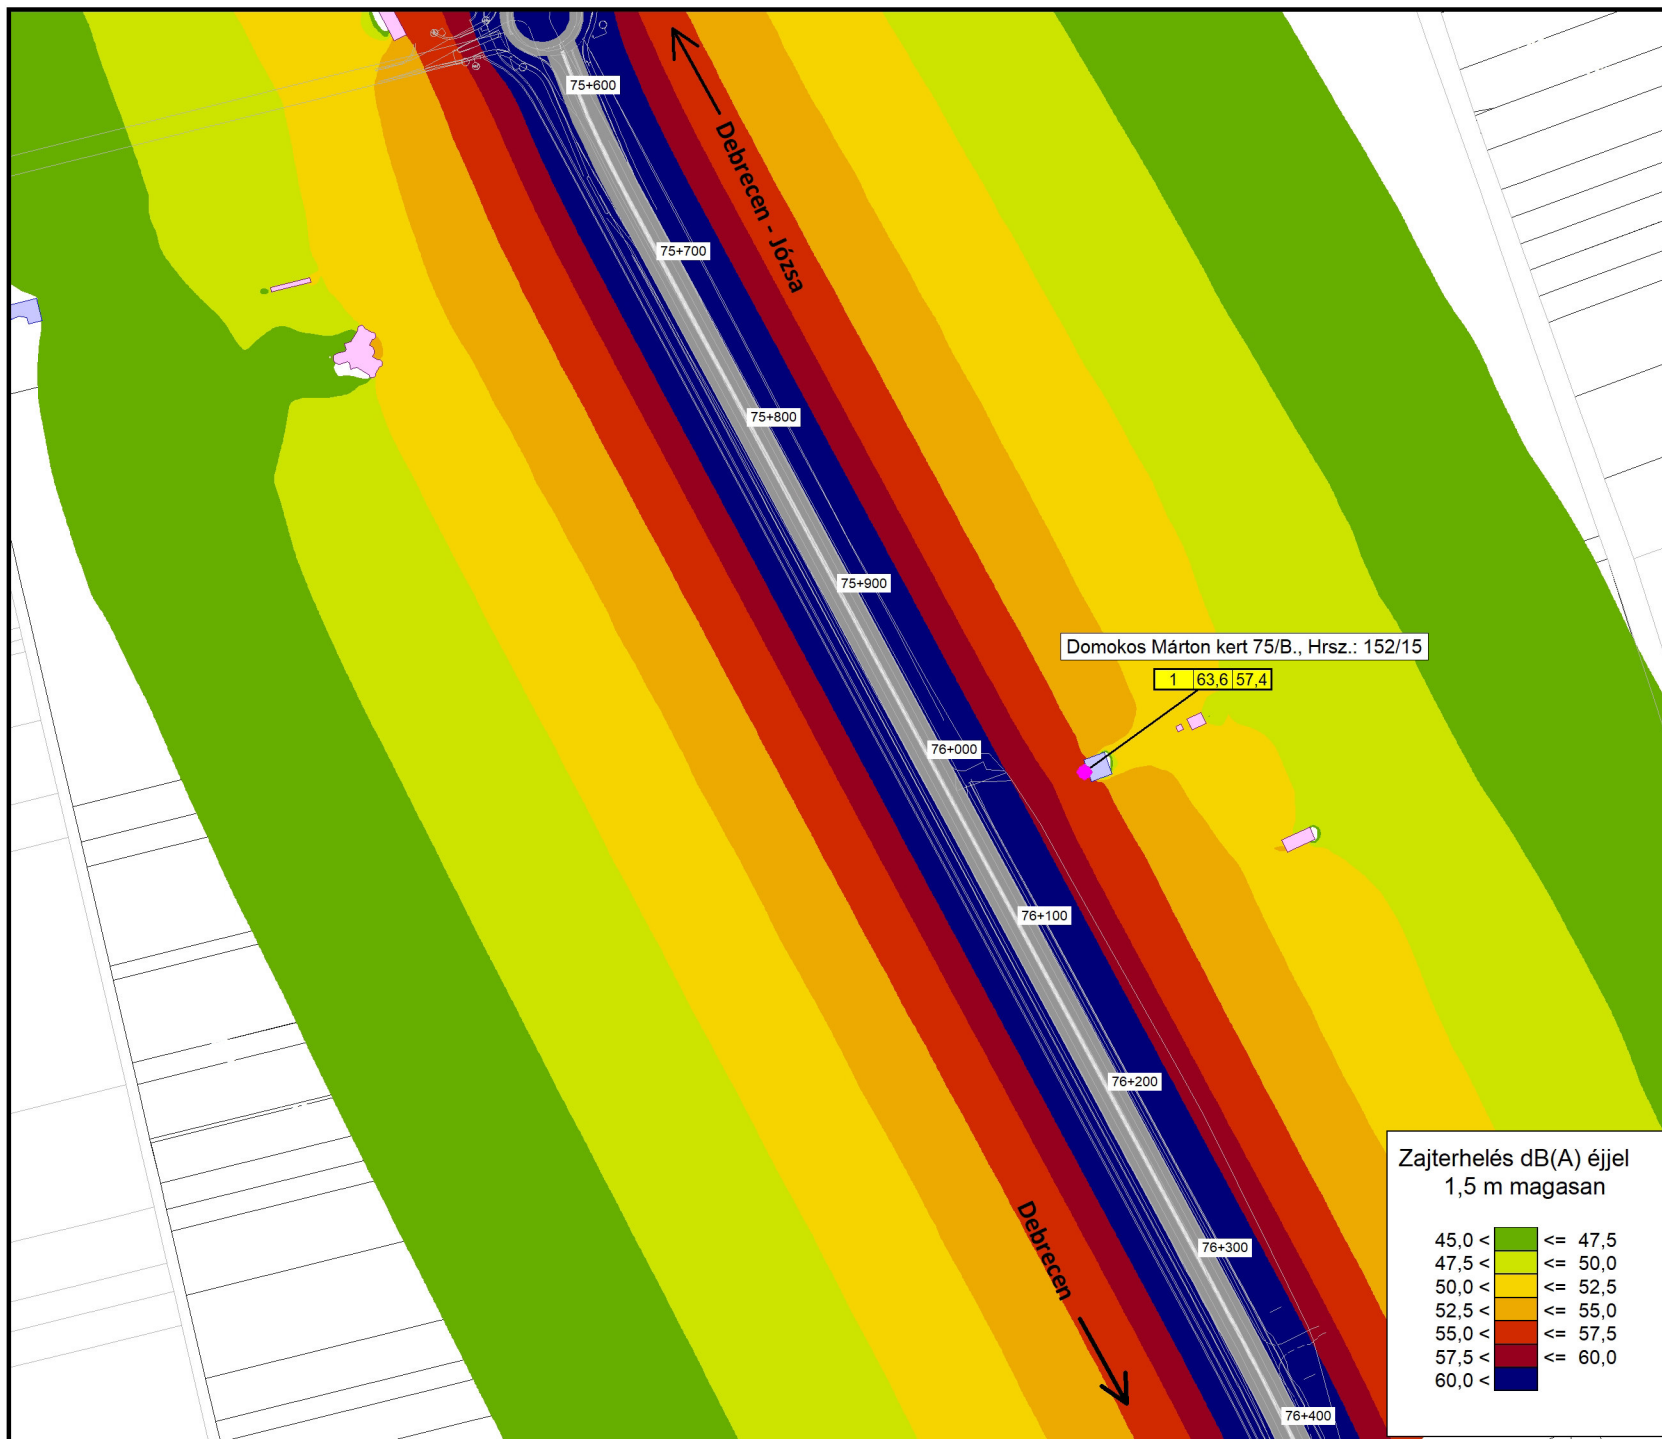 75+600
Debrecen - Józsa
75+700
75+800
75+900
Domokos Márton kert 75/B., Hrsz.: 152/15
1 63,6 57,4
76+000
76+100
76+200
Debrecen
76+300
76+400
Zajterhelés dB(A) éjjel
1,5 m magasan
45,0 < <= 47,5
47,5 < <= 50,0
50,0 < <= 52,5
52,5 < <= 55,0
55,0 < <= 57,5
57,5 < <= 60,0
60,0 <